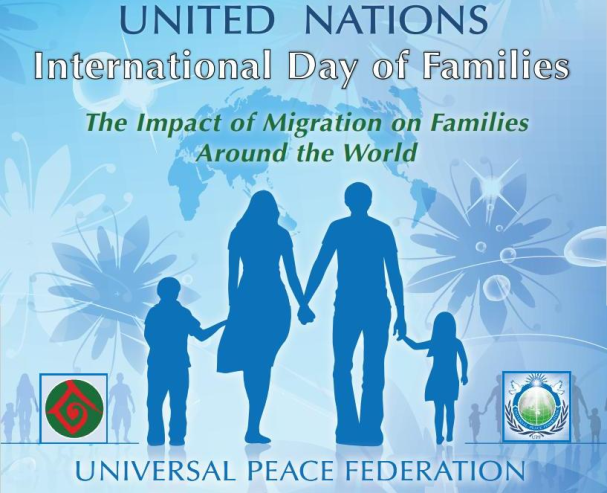 UNITED NATIONS
International Day of Families
The Impact of Migration on Families
Around the World
UNIVERSAL PEACE FEDERATION